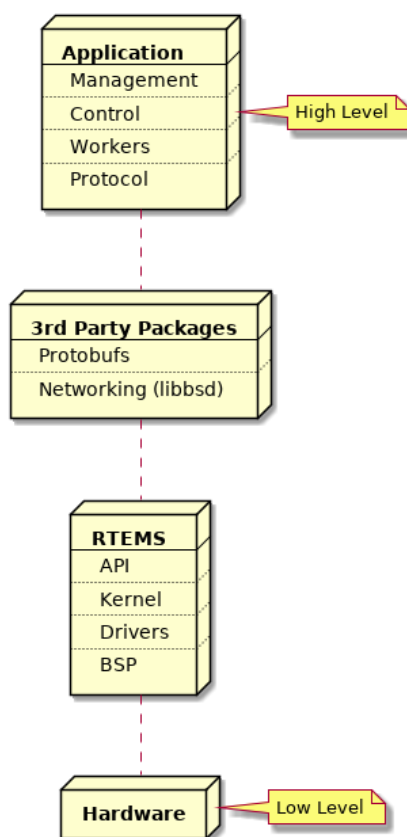 Application
Management
Control
High Level
Workers
Protocol
3rd Party Packages
Protobufs
Networking (libbsd)
RTEMS
API
Kernel
Drivers
BSP
Hardware
Low Level